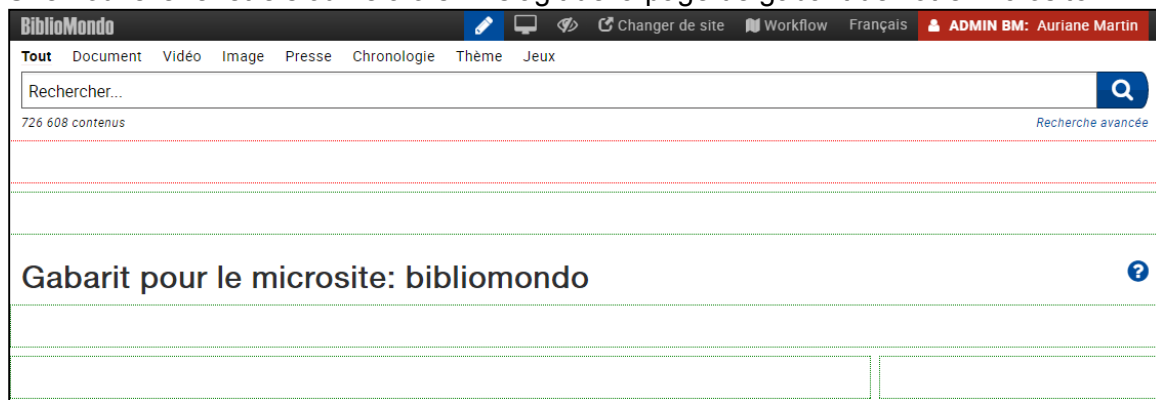 BiblioMondo Changer de site Workflow Français ADMIN BM: Auriane Martin
Tout Document Vidéo Image Presse Chronologie Thème Jeux
Rechercher...
726 608 contenus Recherche avancée
Gabarit pour le microsite: bibliomondo